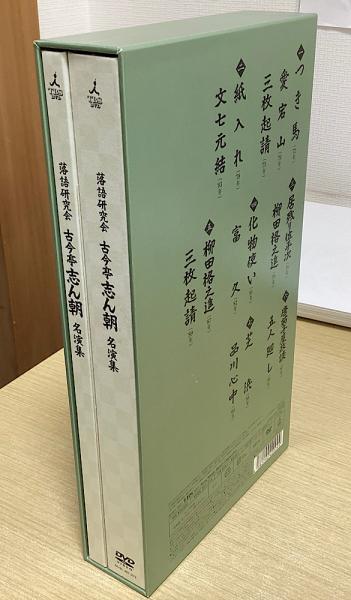 落語研究会 古今亭志ん朝 名演集
落語研究会 古今亭志ん朝 名演集
DVD
つき馬
愛宕山
三枚起請
紙入れ
文七元結
居残り佐平次
柳田格之進
化物使い
富久
五人廻し
芝浜
品川心中
柳田格之進
三枚起請